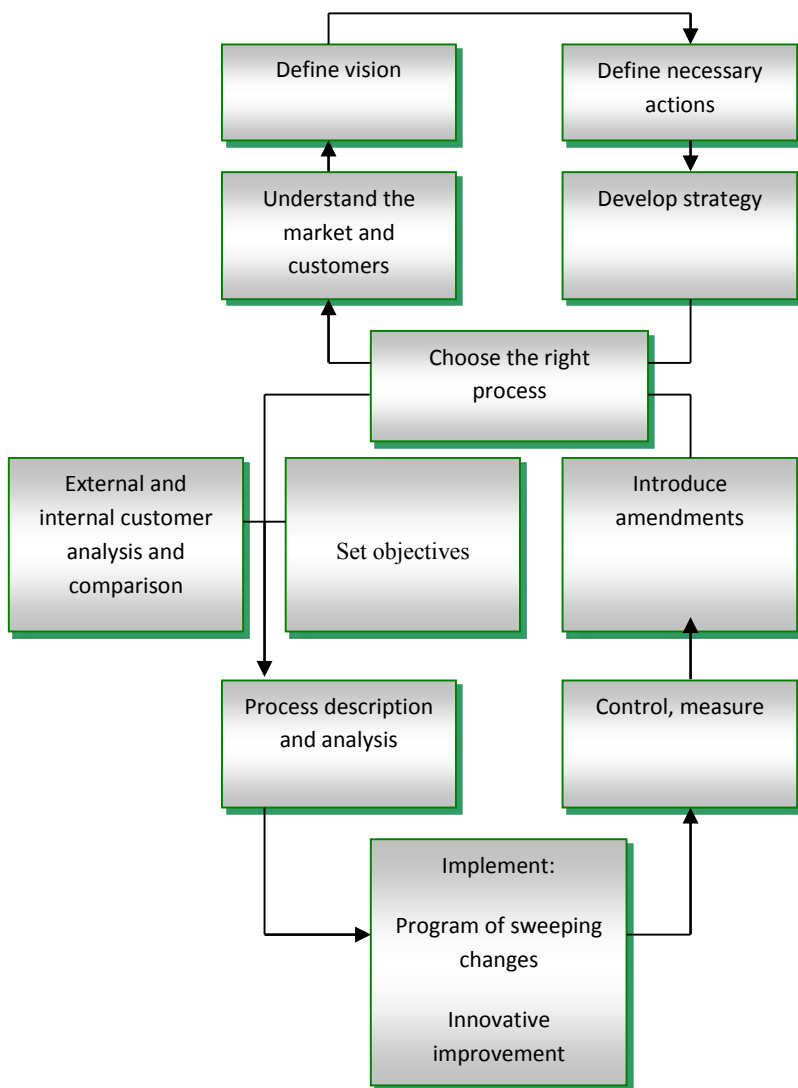 Define vision
Define necessary
actions
Understand the
market and
customers
Develop strategy
Choose the right
process
External and
internal customer
analysis and
comparison
Set objectives
Introduce
amendments
Process description
and analysis
Control, measure
Implement:
Program of sweeping
changes
Innovative
improvement